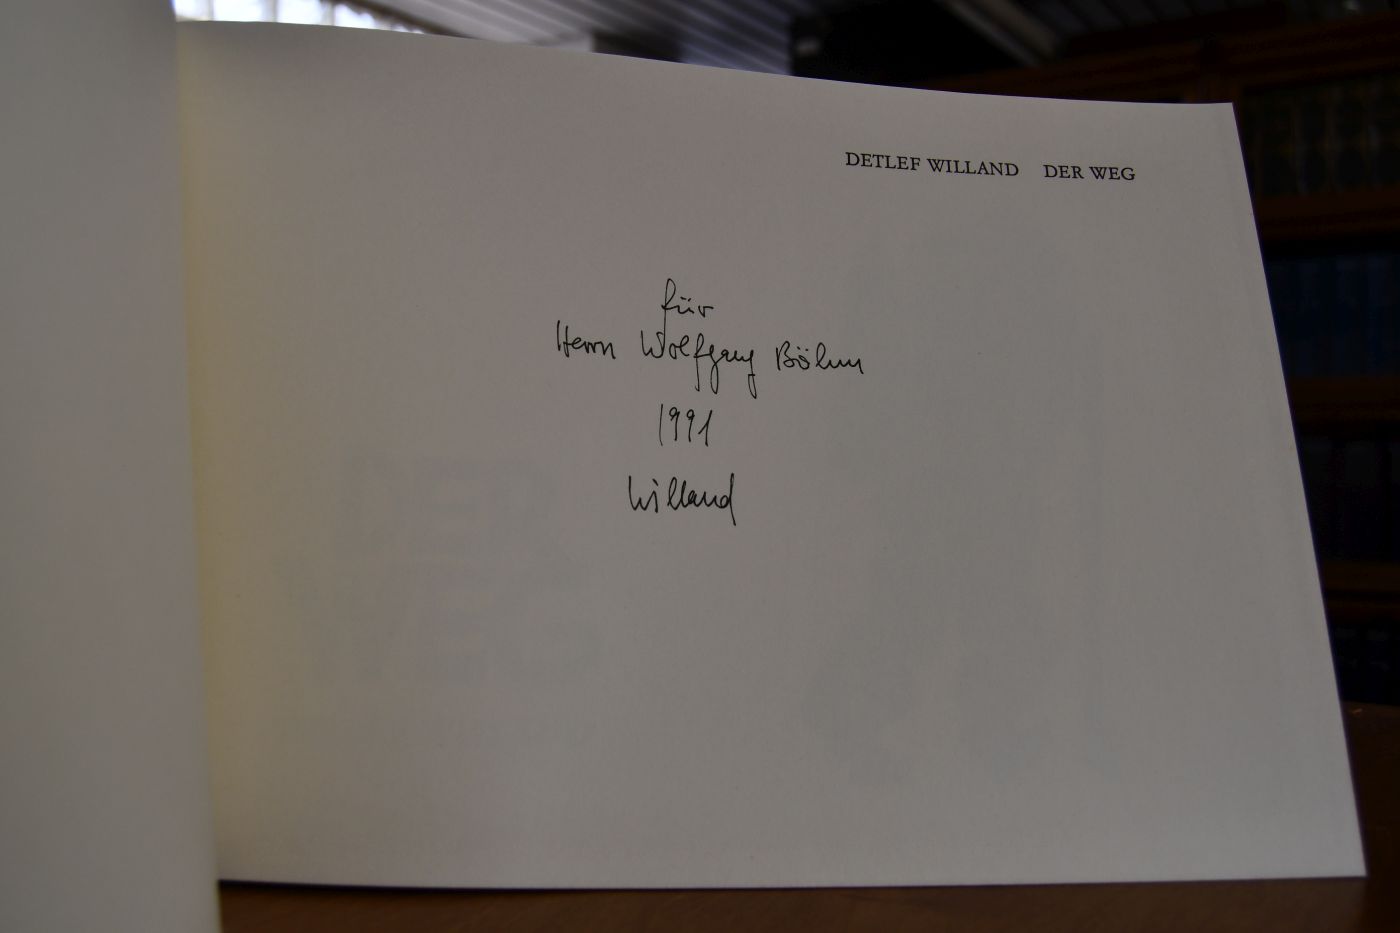 DETLEF WILLAND DER WEG
für
Herrn Wolfgang Böhm
1991
Willand